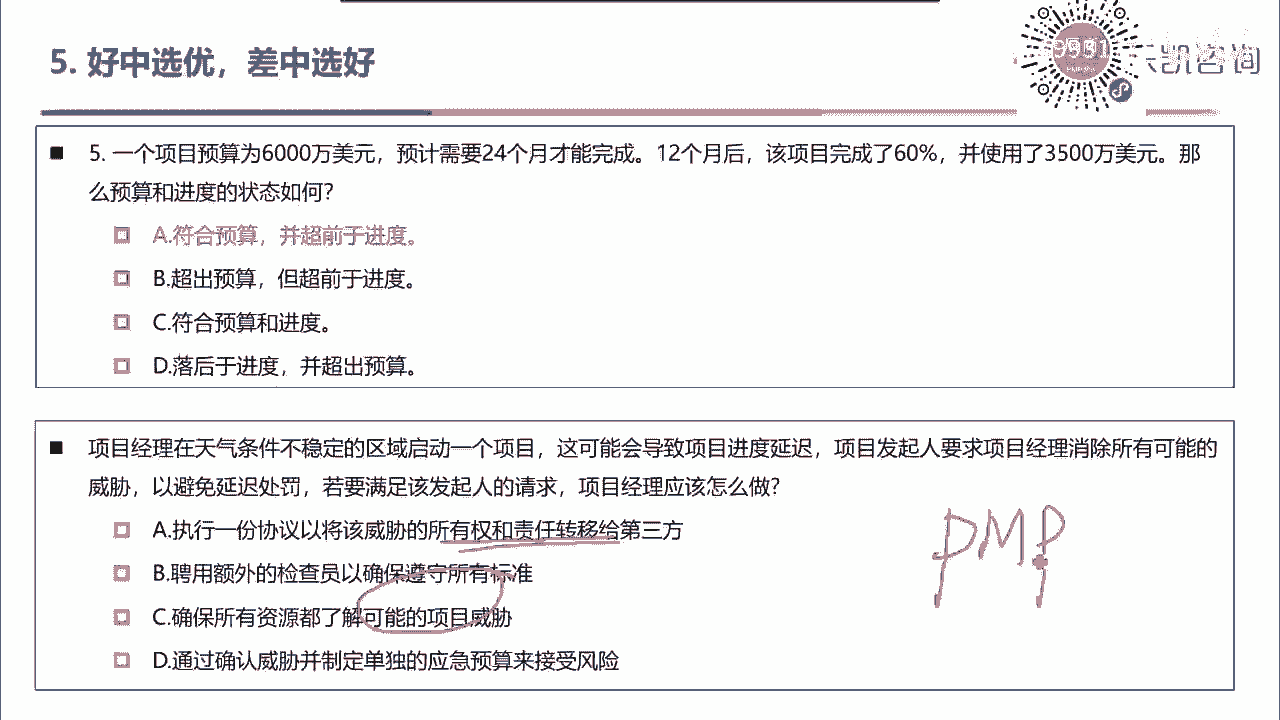 5. 好中选优，差中选好
凯咨询
5. 一个项目预算为6000万美元，预计需要24个月才能完成。12个月后，该项目完成了60%，并使用了3500万美元。那
么预算和进度的状态如何?
A.符合预算，并超前于进度。
B.超出预算，但超前于进度。
C.符合预算和进度。
D.落后于进度，并超出预算。
项目经理在天气条件不稳定的区域启动一个项目，这可能会导致项目进度延迟，项目发起人要求项目经理消除所有可能的
威胁，以避免延迟处罚，若要满足该发起人的请求，项目经理应该怎么做?
A.执行一份协议以将该威胁的所有权和责任转移给第三方
B.聘用额外的检查员以确保遵守所有标准
C.确保所有资源都了解可能的项目威胁
D.通过确认威胁并制定单独的应急预算来接受风险
PMP